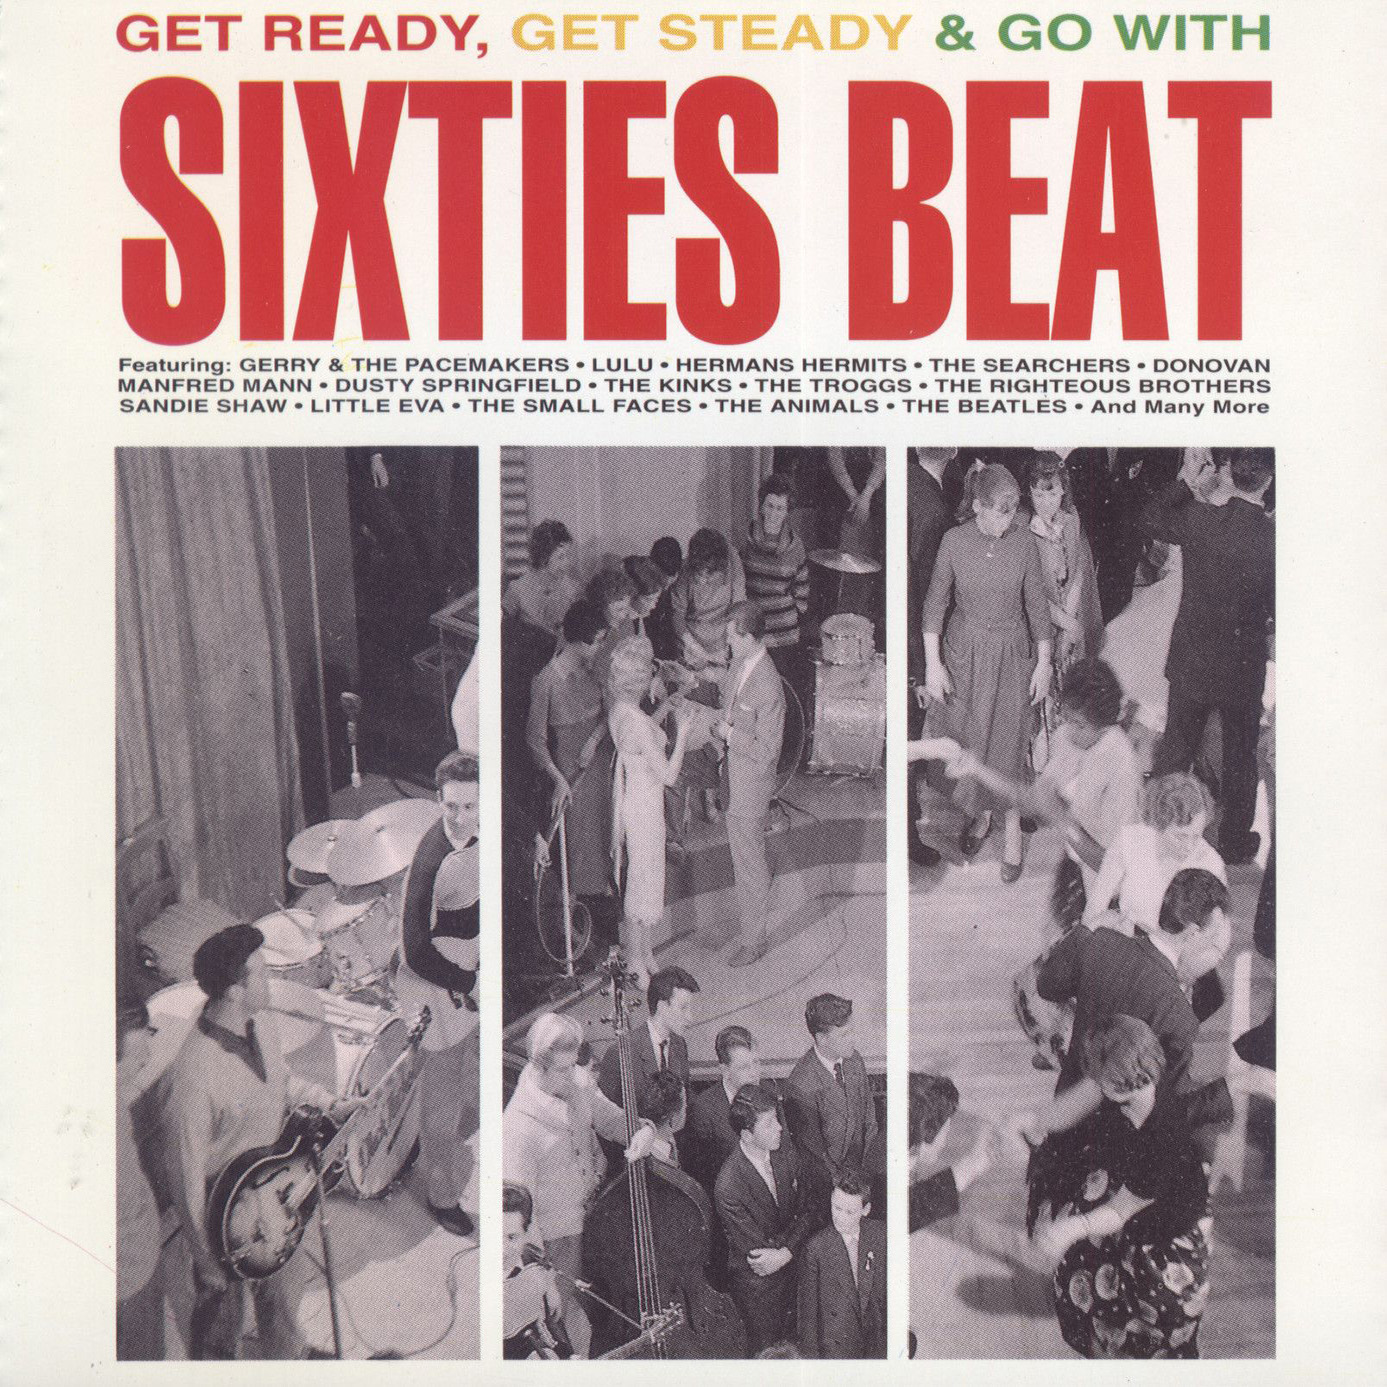 GET READY, GET STEADY & GO WITH
SIXTIES BEAT
Featuring: GERRY & THE PACEMAKERS • LULU • HERMANS HERMITS • THE SEARCHERS • DONOVAN
MANFRED MANN • DUSTY SPRINGFIELD • THE KINKS • THE TROGGS • THE RIGHTEOUS BROTHERS
SANDIE SHAW • LITTLE EVA • THE SMALL FACES • THE ANIMALS • THE BEATLES • And Many More